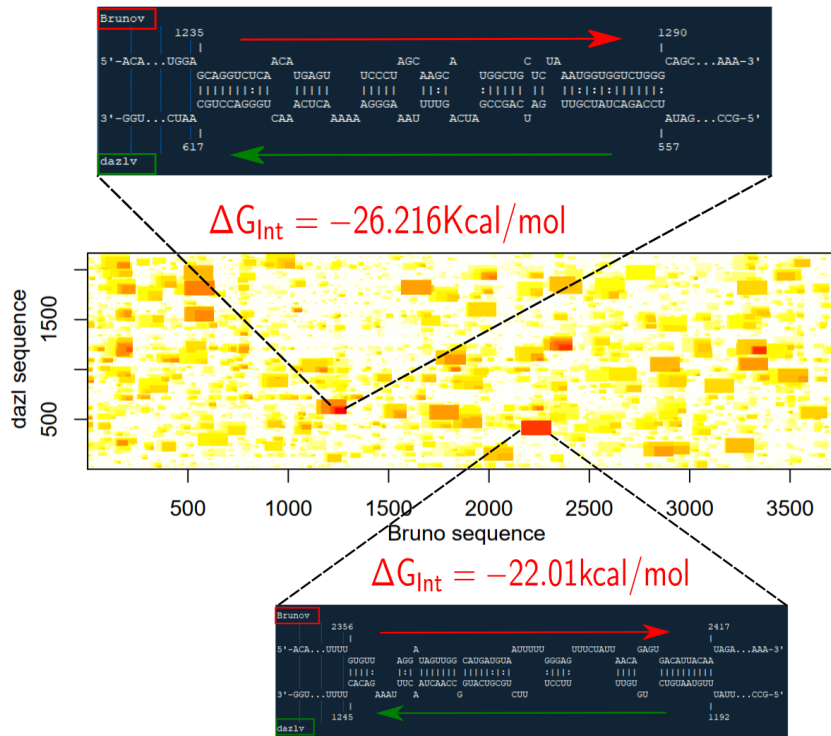 Brunov
1235 1290
5'-ACA...UGGA ACA AGC A C UA CAGC...AAA-3'
GCAGGUCUCA UGAGU UCCCU AAGC UGGCUG UC AAUGGUGGUCUGGG
|||||||:|| ||||| ||||| ||:| |||||| || ||:||:||||||:
CGUCCAGGGU ACUCA AGGGA UUUG GCCGAC AG UUGCUAUCAGACCU
3'-GGU...CUAA CAA AAAA AAU ACUA U AUAG...CCG-5'
617 557
dazlv
ΔG_Int = −26.216Kcal/mol
dazl sequence
500 1500
500 1000 1500 2000 2500 3000 3500
Bruno sequence
ΔG_Int = −22.01kcal/mol
Brunov
2356 2417
5'-ACA...UUUU A AUUUUU UUUCUAUU GAGU UAGA...AAA-3'
GUGUU AGG UAGUUGG CAUGAUGUA GGGAG AACA GACAUUACAA
CACAG UUC AUCAACC GUACUGCGU UCCUU UUGU CUGUAAUGUU
3'-GGU...UUUU AAAU A G CUU GU UAUU...CCG-5'
1245 1192
dazlv